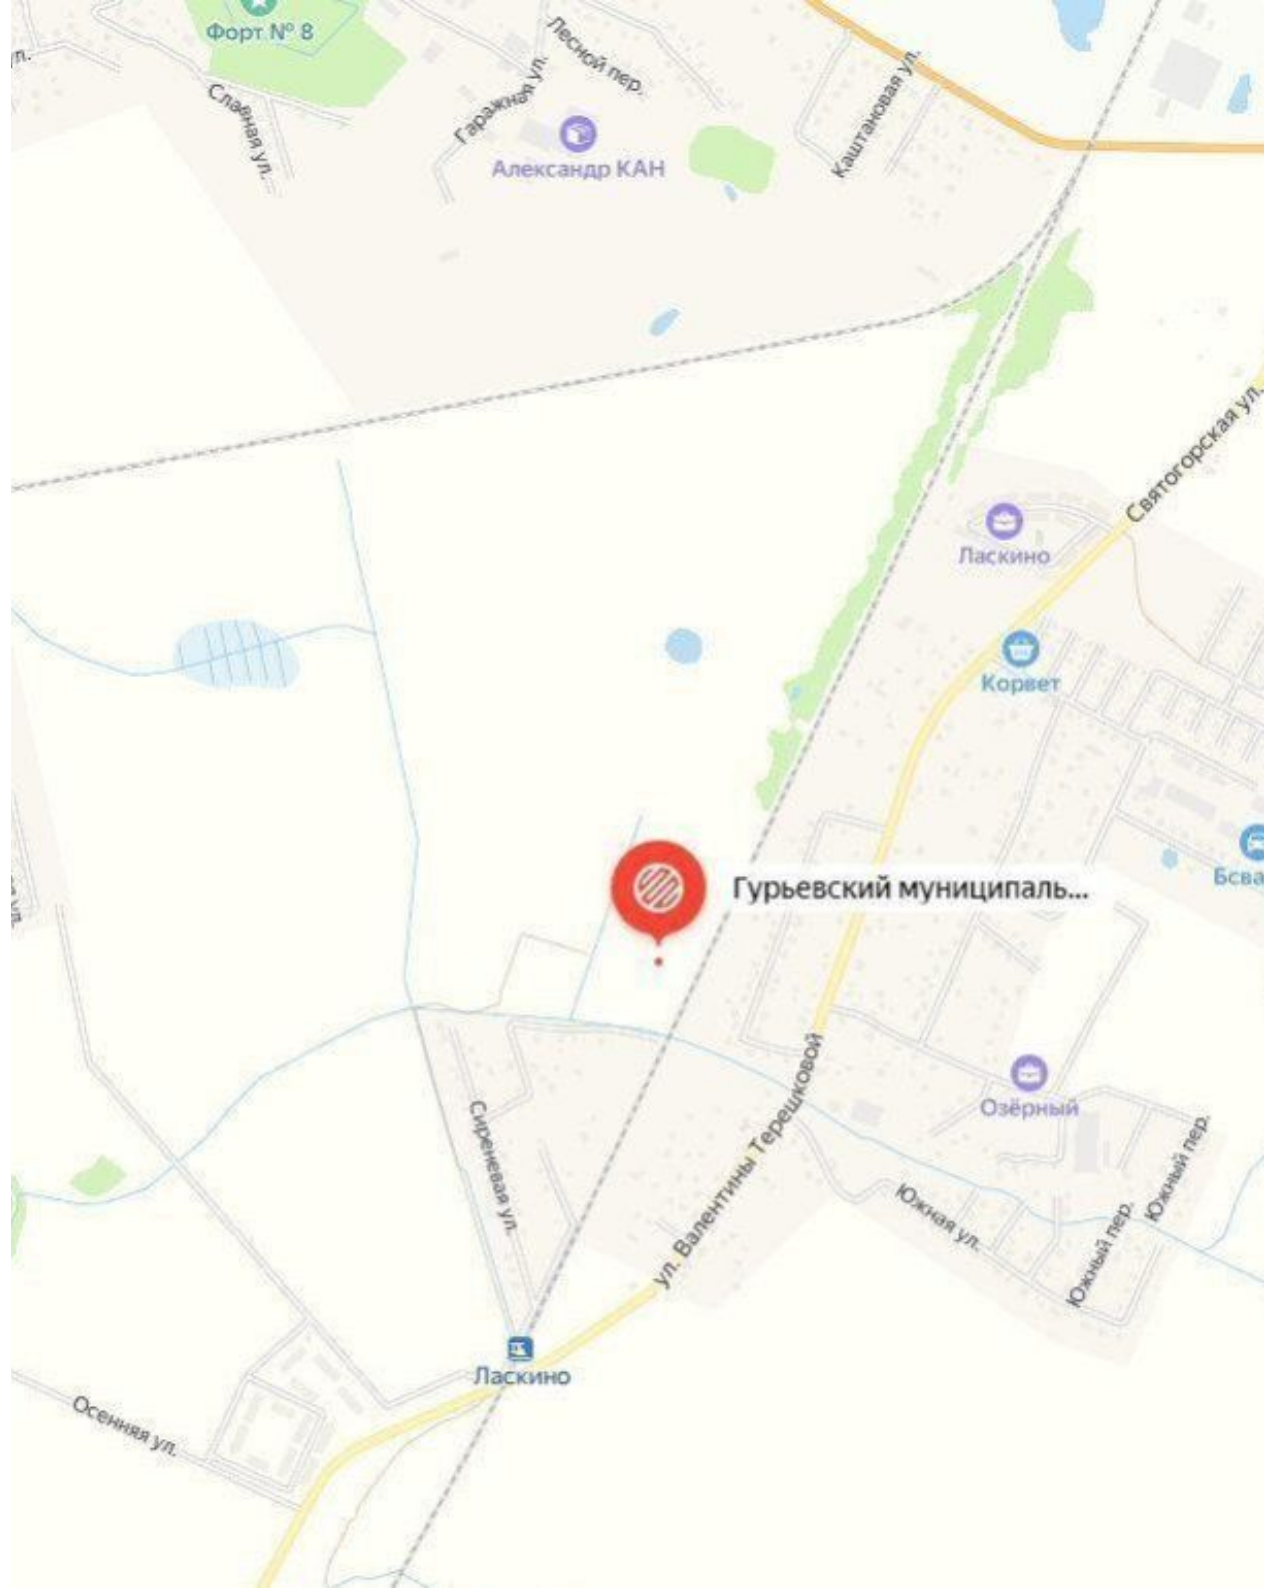 Форт № 8
Лесной пер.
л.
Славная ул.
Гаражная ул.
Каштановая ул.
Александр КАН
Святогорская ул.
Ласкино
Корвет
Бсва
Гурьевский муниципаль...
ул. Валентины Терешковой
Озёрный
Сиреневая ул.
Южный пер.
Южная ул.
Южный пер.
Ласкино
Осенняя ул.